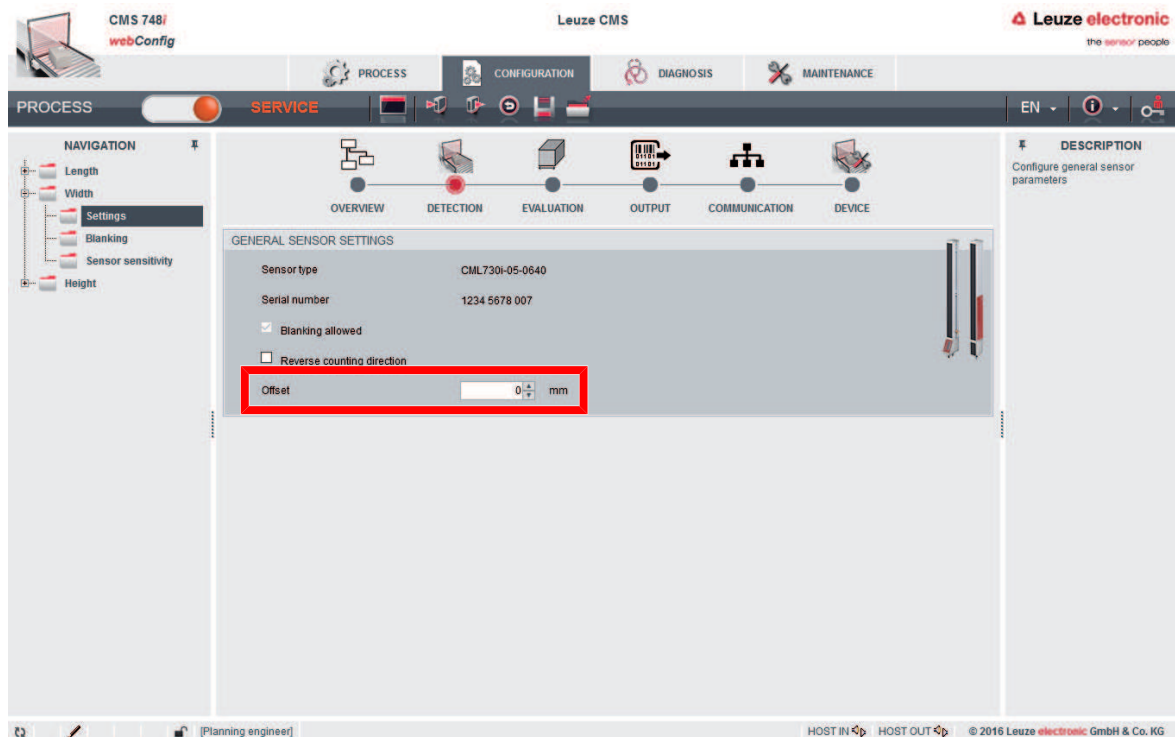 CMS 748i
webConfig
Leuze CMS
Leuze electronic
the sensor people
PROCESS
CONFIGURATION
DIAGNOSIS
MAINTENANCE
PROCESS
SERVICE
EN
NAVIGATION
Length
Width
Settings
Blanking
Sensor sensitivity
Height
OVERVIEW
DETECTION
EVALUATION
OUTPUT
COMMUNICATION
DEVICE
GENERAL SENSOR SETTINGS
Sensor type CML730i-05-0640
Serial number 1234 5678 007
Blanking allowed
Reverse counting direction
Offset 0 mm
DESCRIPTION
Configure general sensor
parameters
[Planning engineer]
HOST IN
HOST OUT
© 2016 Leuze electronic GmbH & Co. KG